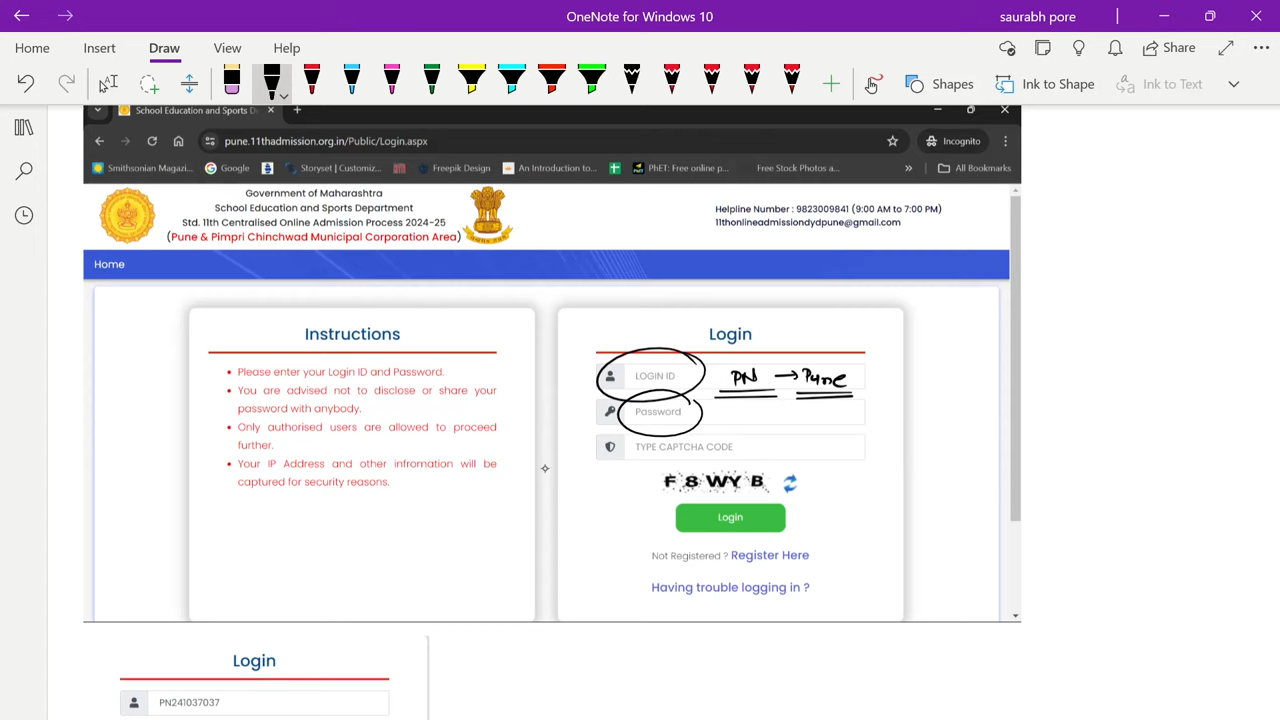 OneNote for Windows 10
saurabh pore
Home Insert Draw View Help
Share
Shapes
Ink to Shape
Ink to Text
School Education and Sports D
pune.11thadmission.org.in/Public/Login.aspx
Incognito
Smithsonian Magazi...
Google
Storyset | Customiz...
Freepik Design
An Introduction to...
PhET: Free online p...
Free Stock Photos a...
All Bookmarks
Government of Maharashtra
School Education and Sports Department
Std. 11th Centralised Online Admission Process 2024-25
(Pune & Pimpri Chinchwad Municipal Corporation Area)
Helpline Number : 9823009841 (9:00 AM to 7:00 PM)
11thonlineadmissiondydpune@gmail.com
Home
Instructions
Please enter your Login ID and Password.
You are advised not to disclose or share your
password with anybody.
Only authorised users are allowed to proceed
further.
Your IP Address and other infromation will be
captured for security reasons.
Login
LOGIN ID
PN → Pune
Password
TYPE CAPTCHA CODE
F 8 W Y B
Login
Not Registered ? Register Here
Having trouble logging in ?
Login
PN241037037